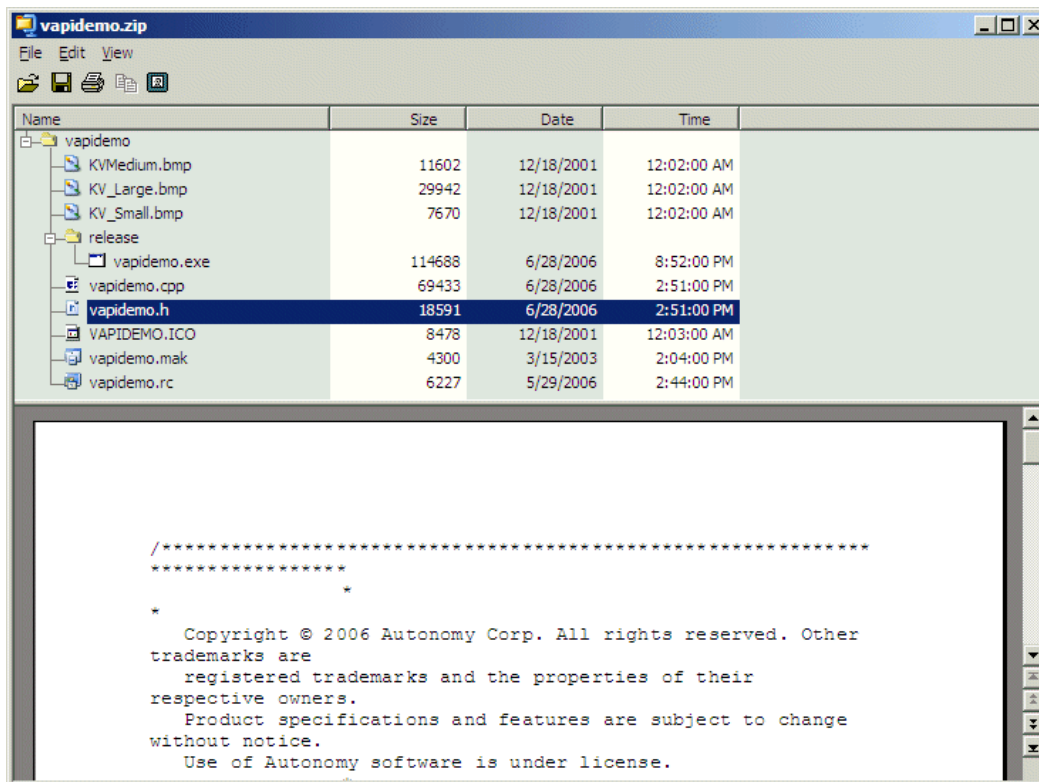 vapidemo.zip
File Edit View
Name Size Date Time
vapidemo
KVMedium.bmp 11602 12/18/2001 12:02:00 AM
KV_Large.bmp 29942 12/18/2001 12:02:00 AM
KV_Small.bmp 7670 12/18/2001 12:02:00 AM
release
vapidemo.exe 114688 6/28/2006 8:52:00 PM
vapidemo.cpp 69433 6/28/2006 2:51:00 PM
vapidemo.h 18591 6/28/2006 2:51:00 PM
VAPIDEMO.ICO 8478 12/18/2001 12:03:00 AM
vapidemo.mak 4300 3/15/2003 2:04:00 PM
vapidemo.rc 6227 5/29/2006 2:44:00 PM
/***************************************************************
*****************
*
*
Copyright © 2006 Autonomy Corp. All rights reserved. Other
trademarks are
registered trademarks and the properties of their
respective owners.
Product specifications and features are subject to change
without notice.
Use of Autonomy software is under license.